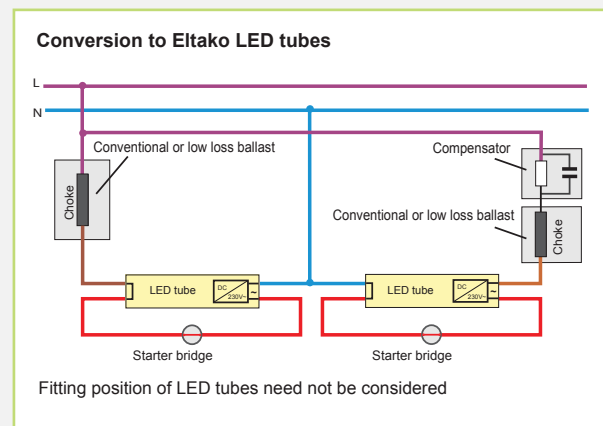 Conversion to Eltako LED tubes
L
N
Conventional or low loss ballast
Compensator
Choke
Conventional or low loss ballast
Choke
LED tube
DC
230V~
~
LED tube
DC
230V~
~
Starter bridge
Starter bridge
Fitting position of LED tubes need not be considered